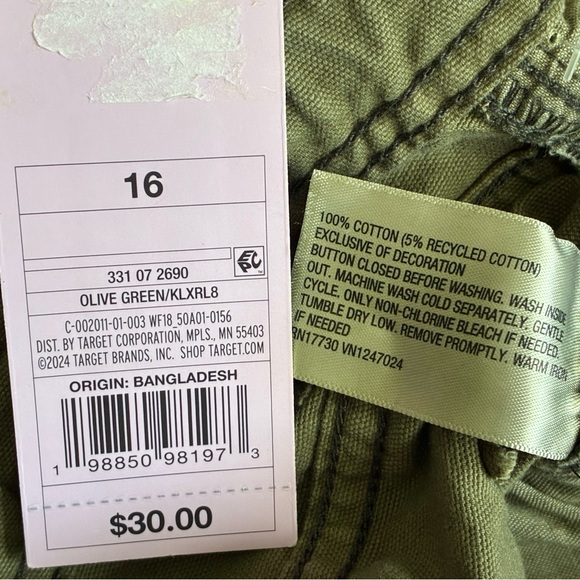 16
EPC
331 07 2690
OLIVE GREEN/KLXRL8
C-002011-01-003 WF18_50A01-0156
DIST. BY TARGET CORPORATION, MPLS., MN 55403
©2024 TARGET BRANDS, INC. SHOP TARGET.COM
ORIGIN: BANGLADESH
1 98850 98197 3
$30.00
100% COTTON (5% RECYCLED COTTON)
EXCLUSIVE OF DECORATION
BUTTON CLOSED BEFORE WASHING. WASH INSIDE
OUT. MACHINE WASH COLD SEPARATELY. GENTLE
CYCLE. ONLY NON-CHLORINE BLEACH IF NEEDED.
TUMBLE DRY LOW. REMOVE PROMPTLY. WARM IRON
IF NEEDED
RN17730 VN1247024